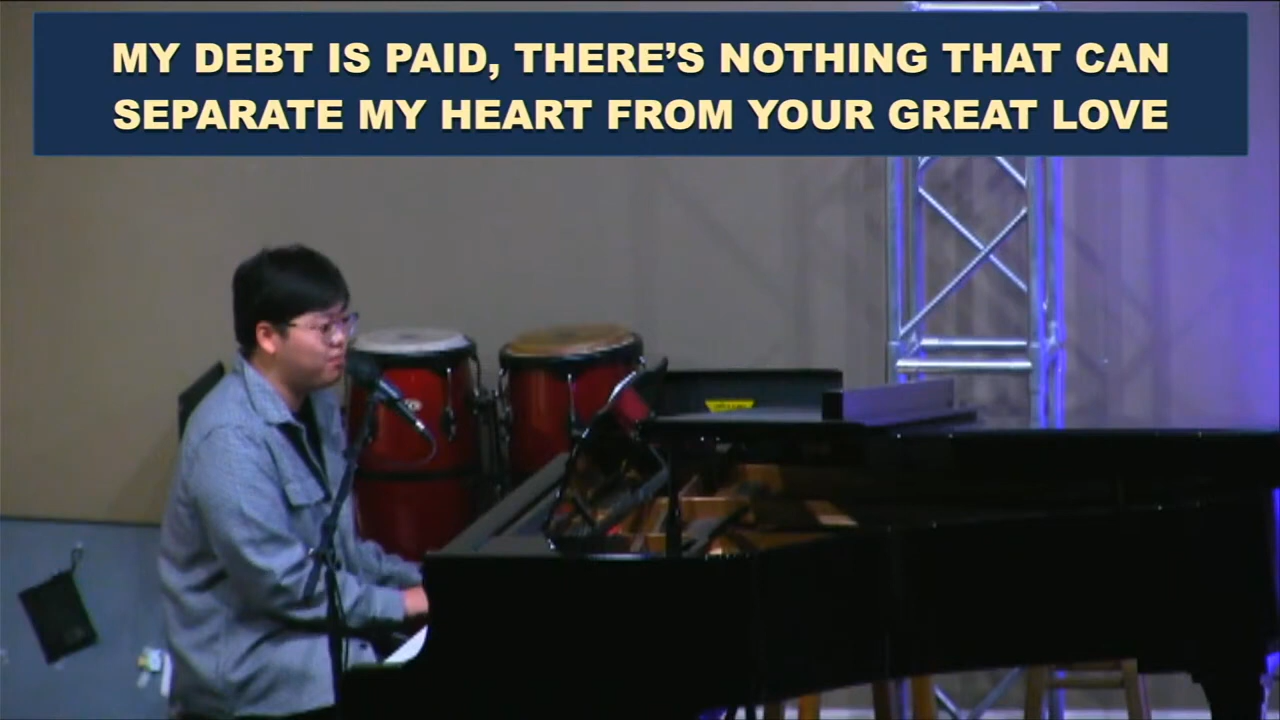 MY DEBT IS PAID, THERE’S NOTHING THAT CAN
SEPARATE MY HEART FROM YOUR GREAT LOVE